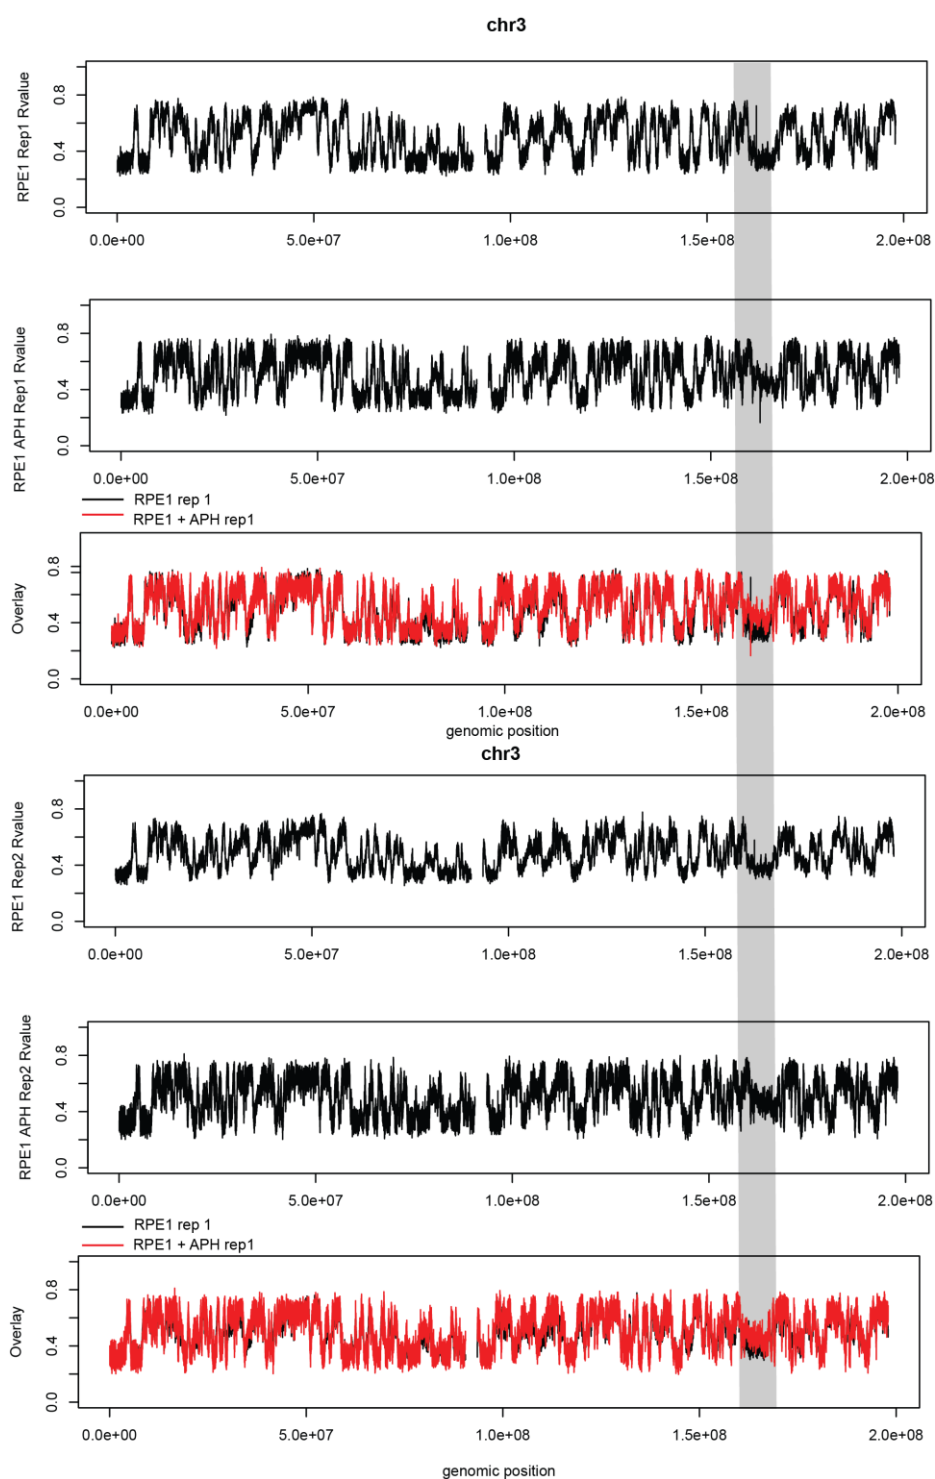 chr3
RPE1 Rep1 Rvalue
0.0 0.4 0.8
0.0e+00 5.0e+07 1.0e+08 1.5e+08 2.0e+08
RPE1 APH Rep1 Rvalue
0.0 0.4 0.8
0.0e+00 5.0e+07 1.0e+08 1.5e+08 2.0e+08
RPE1 rep 1
RPE1 + APH rep1
Overlay
0.0 0.4 0.8
0.0e+00 5.0e+07 1.0e+08 1.5e+08 2.0e+08
genomic position
chr3
RPE1 Rep2 Rvalue
0.0 0.4 0.8
0.0e+00 5.0e+07 1.0e+08 1.5e+08 2.0e+08
RPE1 APH Rep2 Rvalue
0.0 0.4 0.8
0.0e+00 5.0e+07 1.0e+08 1.5e+08 2.0e+08
RPE1 rep 1
RPE1 + APH rep1
Overlay
0.0 0.4 0.8
0.0e+00 5.0e+07 1.0e+08 1.5e+08 2.0e+08
genomic position